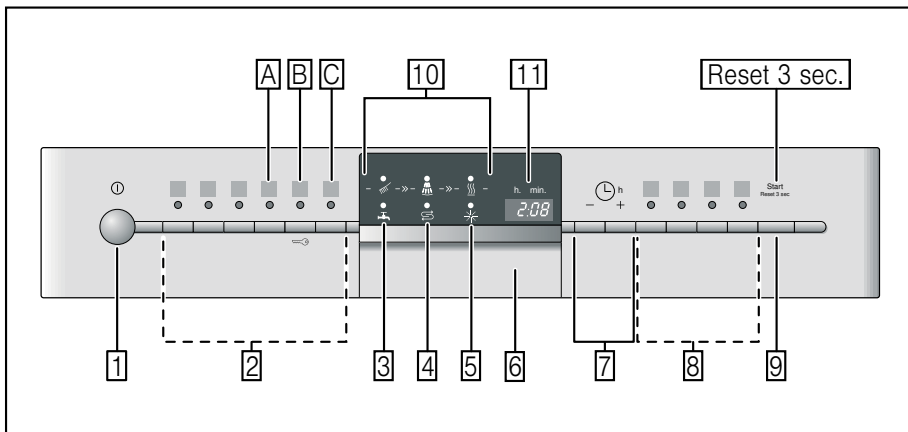 A B C 10 11 Reset 3 sec.
h. min.
h
Start
Reset 3 sec
- +
2:08
1 2 3 4 5 6 7 8 9